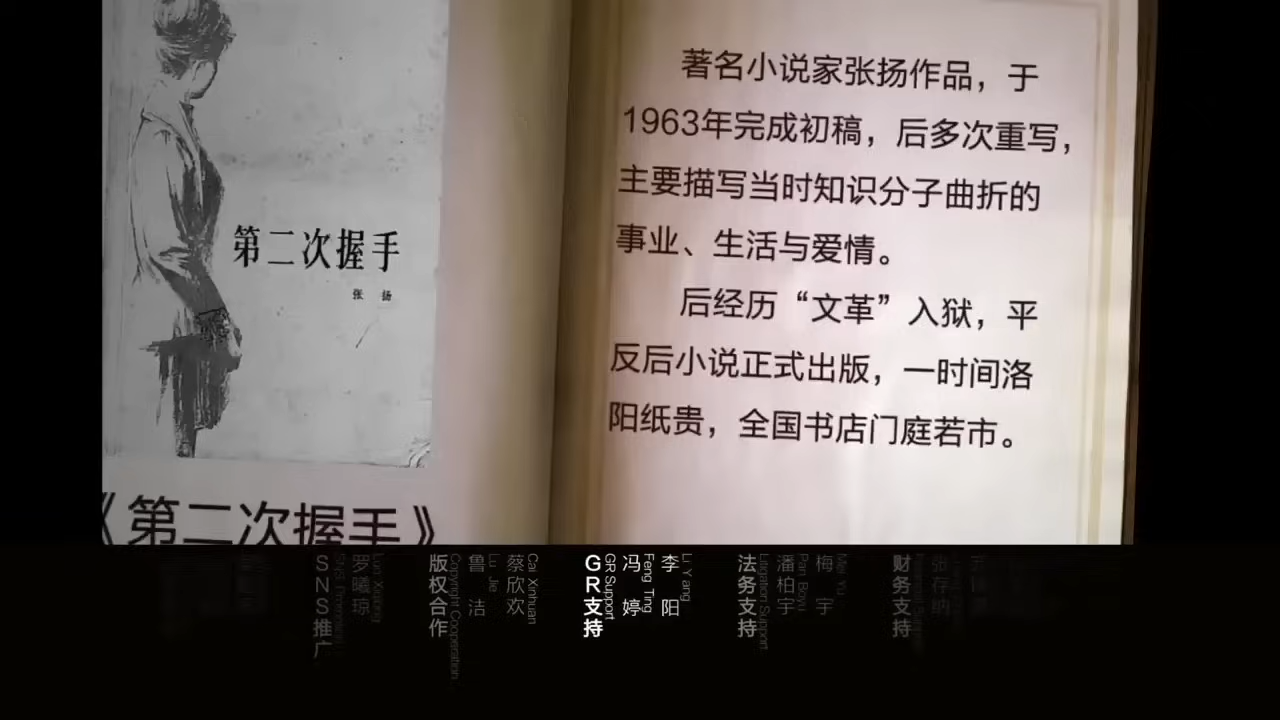 第二次握手
张 扬
《第二次握手》
著名小说家张扬作品，于
1963年完成初稿，后多次重写，
主要描写当时知识分子曲折的
事业、生活与爱情。
后经历“文革”入狱，平
反后小说正式出版，一时间洛
阳纸贵，全国书店门庭若市。
SNS推广
罗曦琼
版权合作
Copyright Cooperation
鲁 洁
Lu Jie
蔡欣欢
Cai Xinhuan
GR支持
GR Support
冯 婷
Feng Ting
李 阳
Li Yang
法务支持
Litigation Support
潘柏宇
Pan Boyu
梅 宇
Mei Yu
财务支持
张存纳